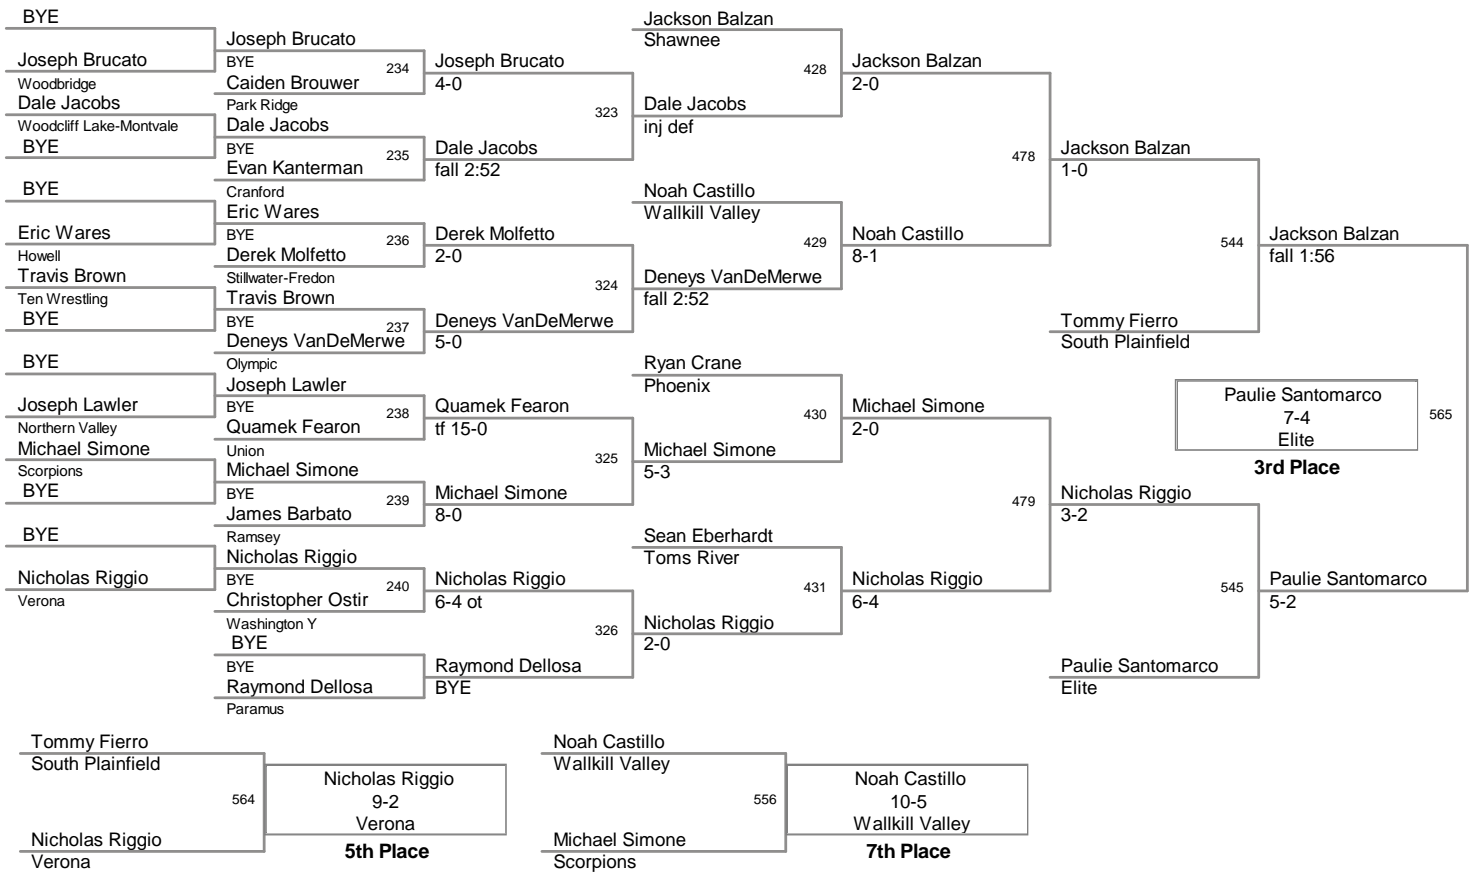 BYE
Joseph Brucato
Woodbridge
Dale Jacobs
Woodcliff Lake-Montvale
BYE
BYE
Eric Wares
Howell
Travis Brown
Ten Wrestling
BYE
BYE
Joseph Lawler
Northern Valley
Michael Simone
Scorpions
BYE
BYE
Nicholas Riggio
Verona
Joseph Brucato
BYE
234
Caiden Brouwer
Park Ridge
Dale Jacobs
BYE
235
Evan Kanterman
Cranford
Eric Wares
BYE
236
Derek Molfetto
Stillwater-Fredon
Travis Brown
BYE
237
Deneys VanDeMerwe
Olympic
Joseph Lawler
BYE
238
Quamek Fearon
Union
Michael Simone
BYE
239
James Barbato
Ramsey
Nicholas Riggio
BYE
240
Christopher Ostir
Washington Y
BYE
BYE
Raymond Dellosa
Paramus
Joseph Brucato
4-0
323
Dale Jacobs
fall 2:52
Derek Molfetto
2-0
324
Deneys VanDeMerwe
5-0
Quamek Fearon
tf 15-0
325
Michael Simone
8-0
Nicholas Riggio
6-4 ot
326
Raymond Dellosa
BYE
Jackson Balzan
Shawnee
428
Dale Jacobs
inj def
Noah Castillo
Wallkill Valley
429
Deneys VanDeMerwe
fall 2:52
Ryan Crane
Phoenix
430
Michael Simone
5-3
Sean Eberhardt
Toms River
431
Nicholas Riggio
2-0
Jackson Balzan
2-0
478
Noah Castillo
8-1
Michael Simone
2-0
479
Nicholas Riggio
6-4
Jackson Balzan
1-0
544
Tommy Fierro
South Plainfield
Nicholas Riggio
3-2
545
Paulie Santomarco
Elite
Jackson Balzan
fall 1:56
Paulie Santomarco
7-4
Elite
565
3rd Place
Paulie Santomarco
5-2
Tommy Fierro
South Plainfield
564
Nicholas Riggio
Verona
Nicholas Riggio
9-2
Verona
5th Place
Noah Castillo
Wallkill Valley
556
Michael Simone
Scorpions
Noah Castillo
10-5
Wallkill Valley
7th Place